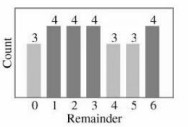 4 4 4 4
3 3 3
Count
0 1 2 3 4 5 6
Remainder